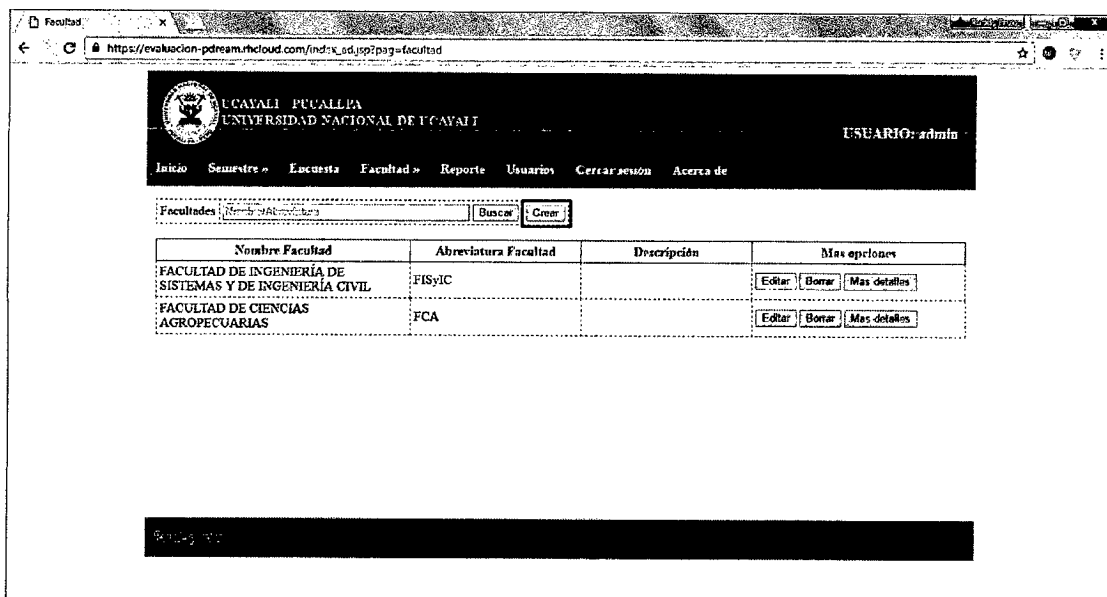 Facultad
https://evaluacion-pdream.rhcloud.com/index_ad.jsp?pag=facultad
UCAYALI - PUCALLPA
UNIVERSIDAD NACIONAL DE UCAYALI
USUARIO: admin
Inicio Semestre » Encuesta Facultad » Reporte Usuarios Cerrar sesión Acerca de
Facultades Nombre/Abreviatura Buscar Crear
Nombre Facultad Abreviatura Facultad Descripción Mas opciones
FACULTAD DE INGENIERÍA DE
SISTEMAS Y DE INGENIERÍA CIVIL FISyIC Editar Borrar Mas detalles
FACULTAD DE CIENCIAS
AGROPECUARIAS FCA Editar Borrar Mas detalles